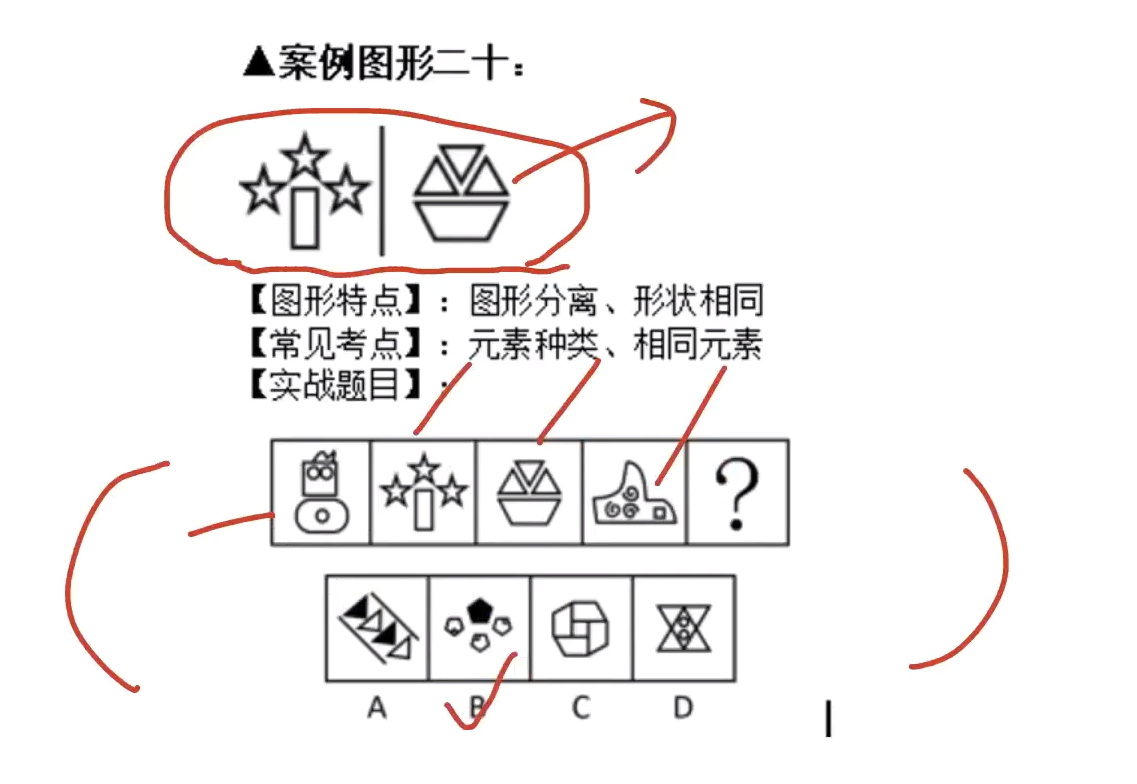 ▲案例图形二十：
【图形特点】：图形分离、形状相同
【常见考点】：元素种类、相同元素
【实战题目】：
?
A B C D